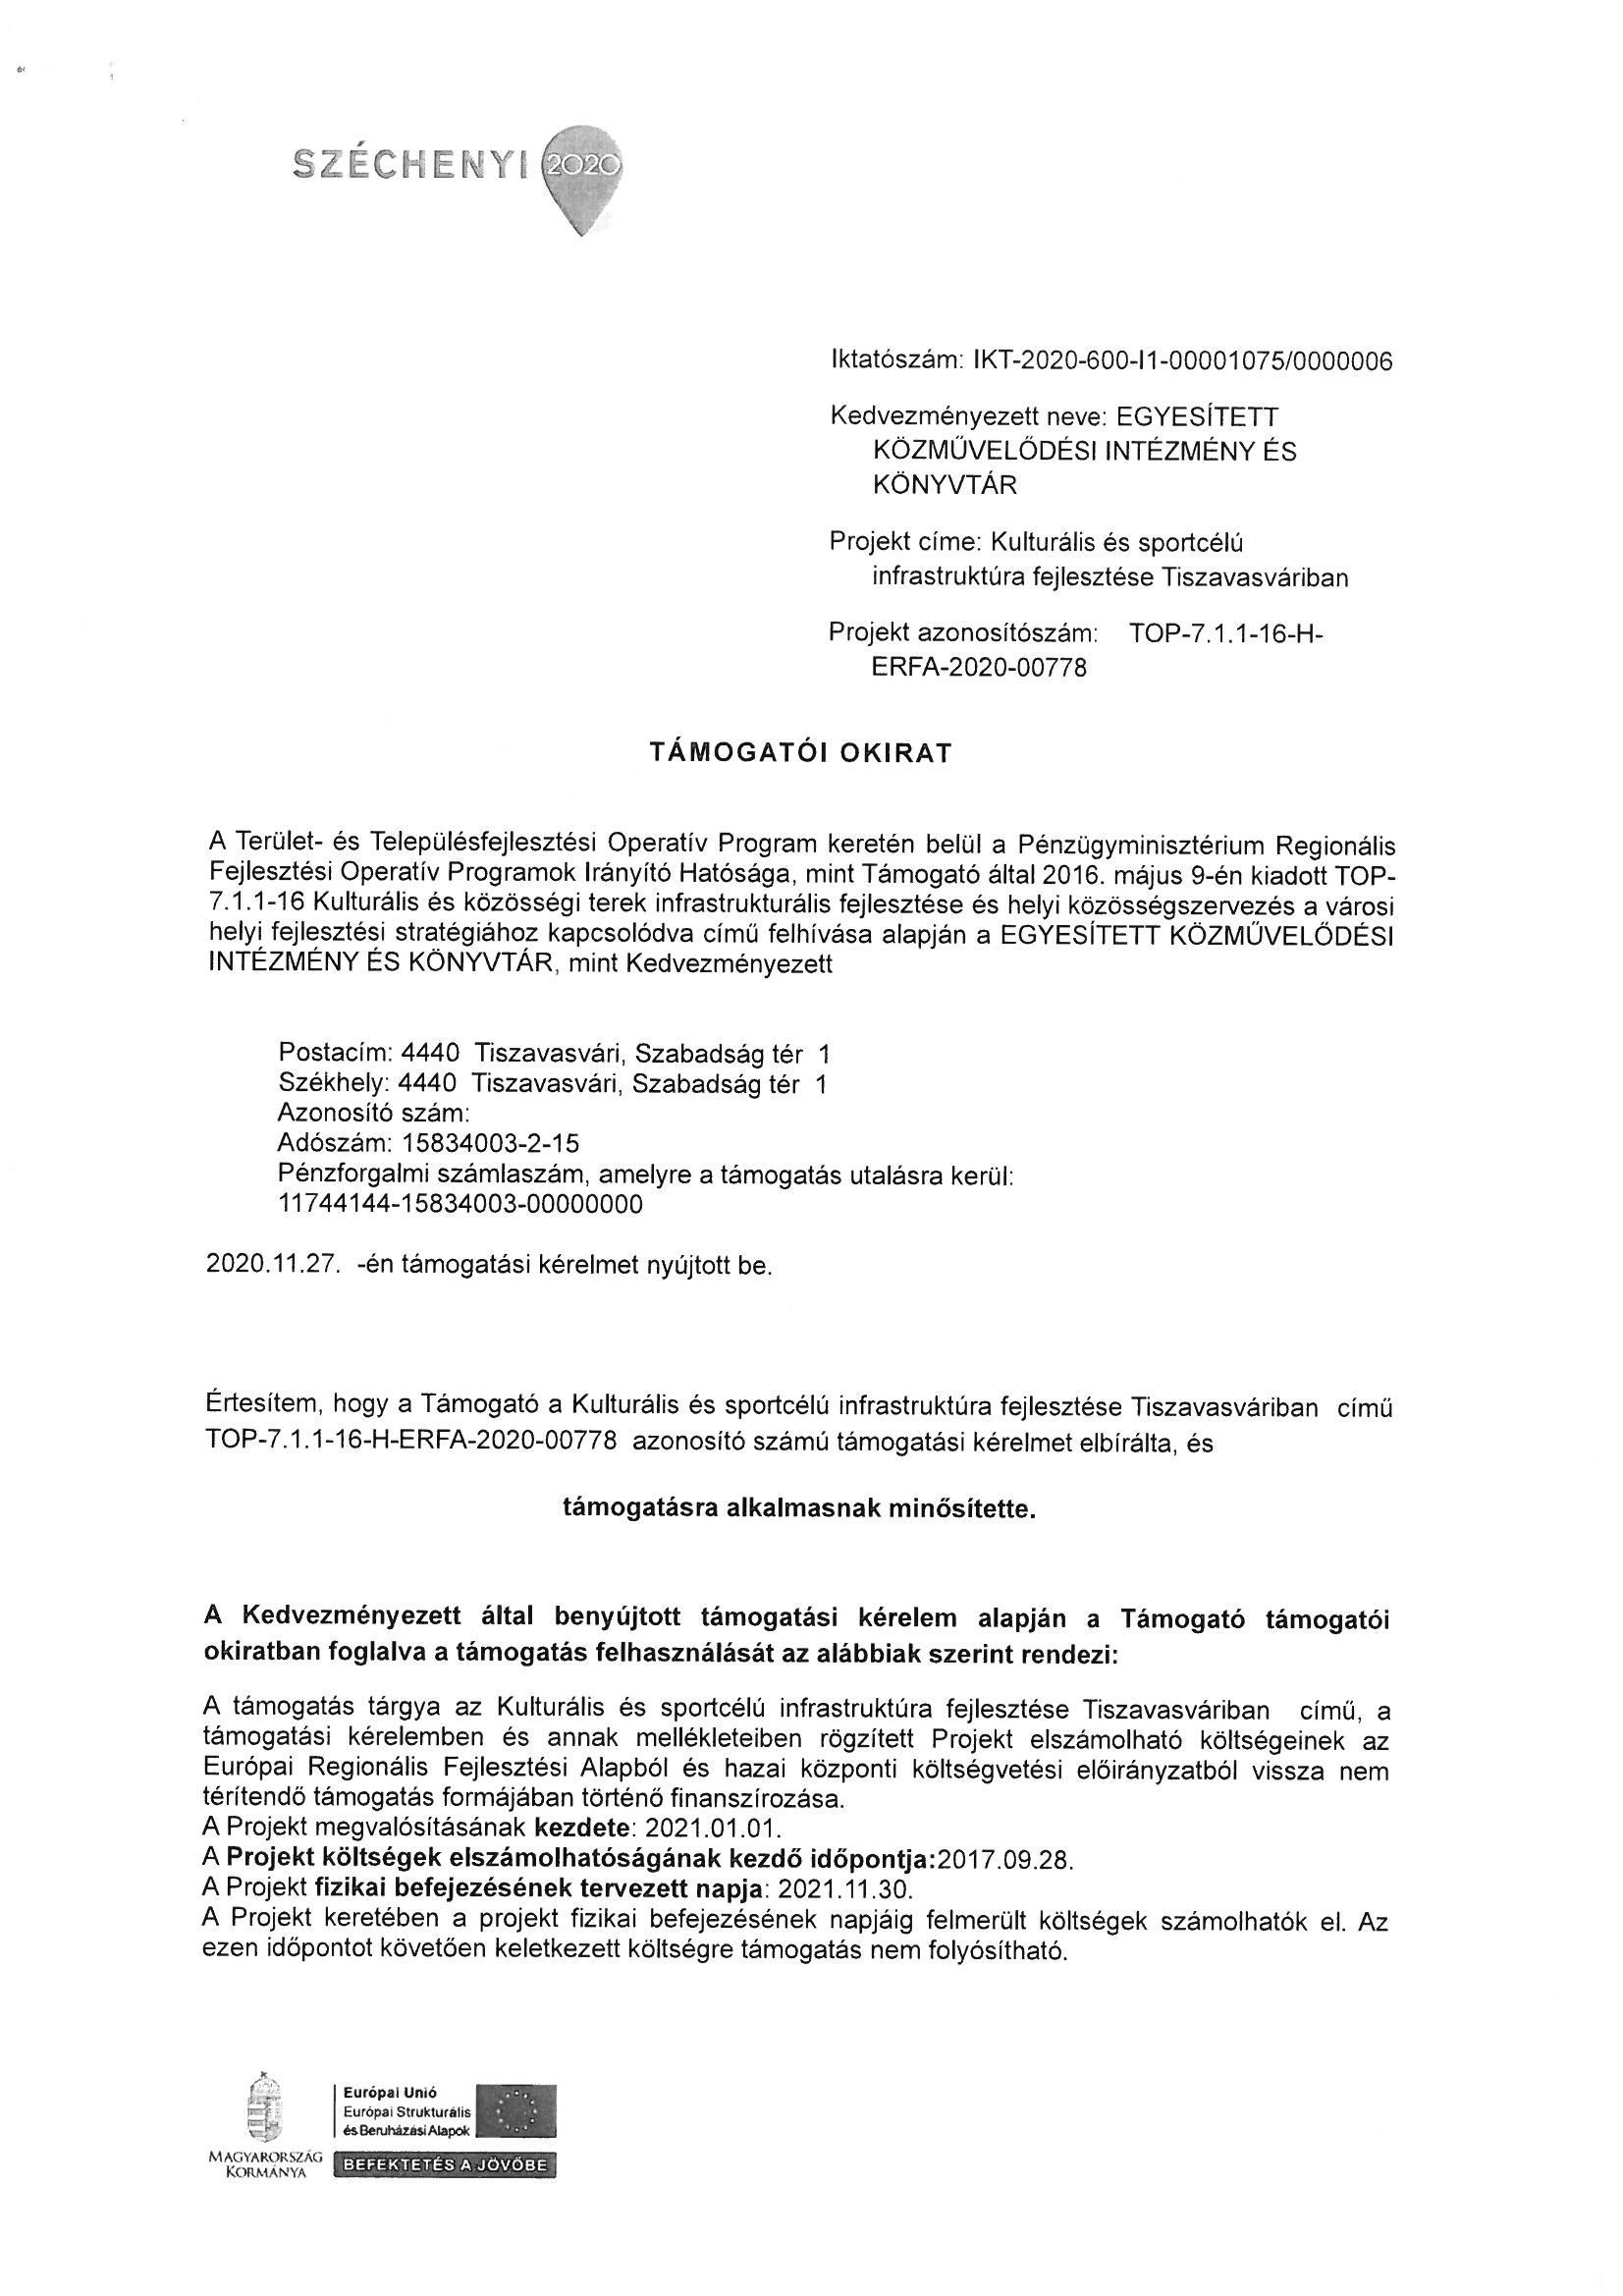 SZÉCHENYI 2020
Iktatószám: IKT-2020-600-I1-00001075/0000006
Kedvezményezett neve: EGYESÍTETT
KÖZMŰVELŐDÉSI INTÉZMÉNY ÉS
KÖNYVTÁR
Projekt címe: Kulturális és sportcélú
infrastruktúra fejlesztése Tiszavasváriban
Projekt azonosítószám: TOP-7.1.1-16-H-
ERFA-2020-00778
TÁMOGATÓI OKIRAT
A Terület- és Településfejlesztési Operatív Program keretén belül a Pénzügyminisztérium Regionális
Fejlesztési Operatív Programok Irányító Hatósága, mint Támogató által 2016. május 9-én kiadott TOP-
7.1.1-16 Kulturális és közösségi terek infrastrukturális fejlesztése és helyi közösségszervezés a városi
helyi fejlesztési stratégiához kapcsolódva című felhívása alapján a EGYESÍTETT KÖZMŰVELŐDÉSI
INTÉZMÉNY ÉS KÖNYVTÁR, mint Kedvezményezett
Postacím: 4440 Tiszavasvári, Szabadság tér 1
Székhely: 4440 Tiszavasvári, Szabadság tér 1
Azonosító szám:
Adószám: 15834003-2-15
Pénzforgalmi számlaszám, amelyre a támogatás utalásra kerül:
11744144-15834003-00000000
2020.11.27. -én támogatási kérelmet nyújtott be.
Értesítem, hogy a Támogató a Kulturális és sportcélú infrastruktúra fejlesztése Tiszavasváriban című
TOP-7.1.1-16-H-ERFA-2020-00778 azonosító számú támogatási kérelmet elbírálta, és
támogatásra alkalmasnak minősítette.
A Kedvezményezett által benyújtott támogatási kérelem alapján a Támogató támogatói
okiratban foglalva a támogatás felhasználását az alábbiak szerint rendezi:
A támogatás tárgya az Kulturális és sportcélú infrastruktúra fejlesztése Tiszavasváriban című, a
támogatási kérelemben és annak mellékleteiben rögzített Projekt elszámolható költségeinek az
Európai Regionális Fejlesztési Alapból és hazai központi költségvetési előirányzatból vissza nem
térítendő támogatás formájában történő finanszírozása.
A Projekt megvalósításának kezdete: 2021.01.01.
A Projekt költségek elszámolhatóságának kezdő időpontja:2017.09.28.
A Projekt fizikai befejezésének tervezett napja: 2021.11.30.
A Projekt keretében a projekt fizikai befejezésének napjáig felmerült költségek számolhatók el. Az
ezen időpontot követően keletkezett költségre támogatás nem folyósítható.
MAGYARORSZÁG
KORMÁNYA
Európai Unió
Európai Strukturális
és Beruházási Alapok
BEFEKTETÉS A JÖVŐBE